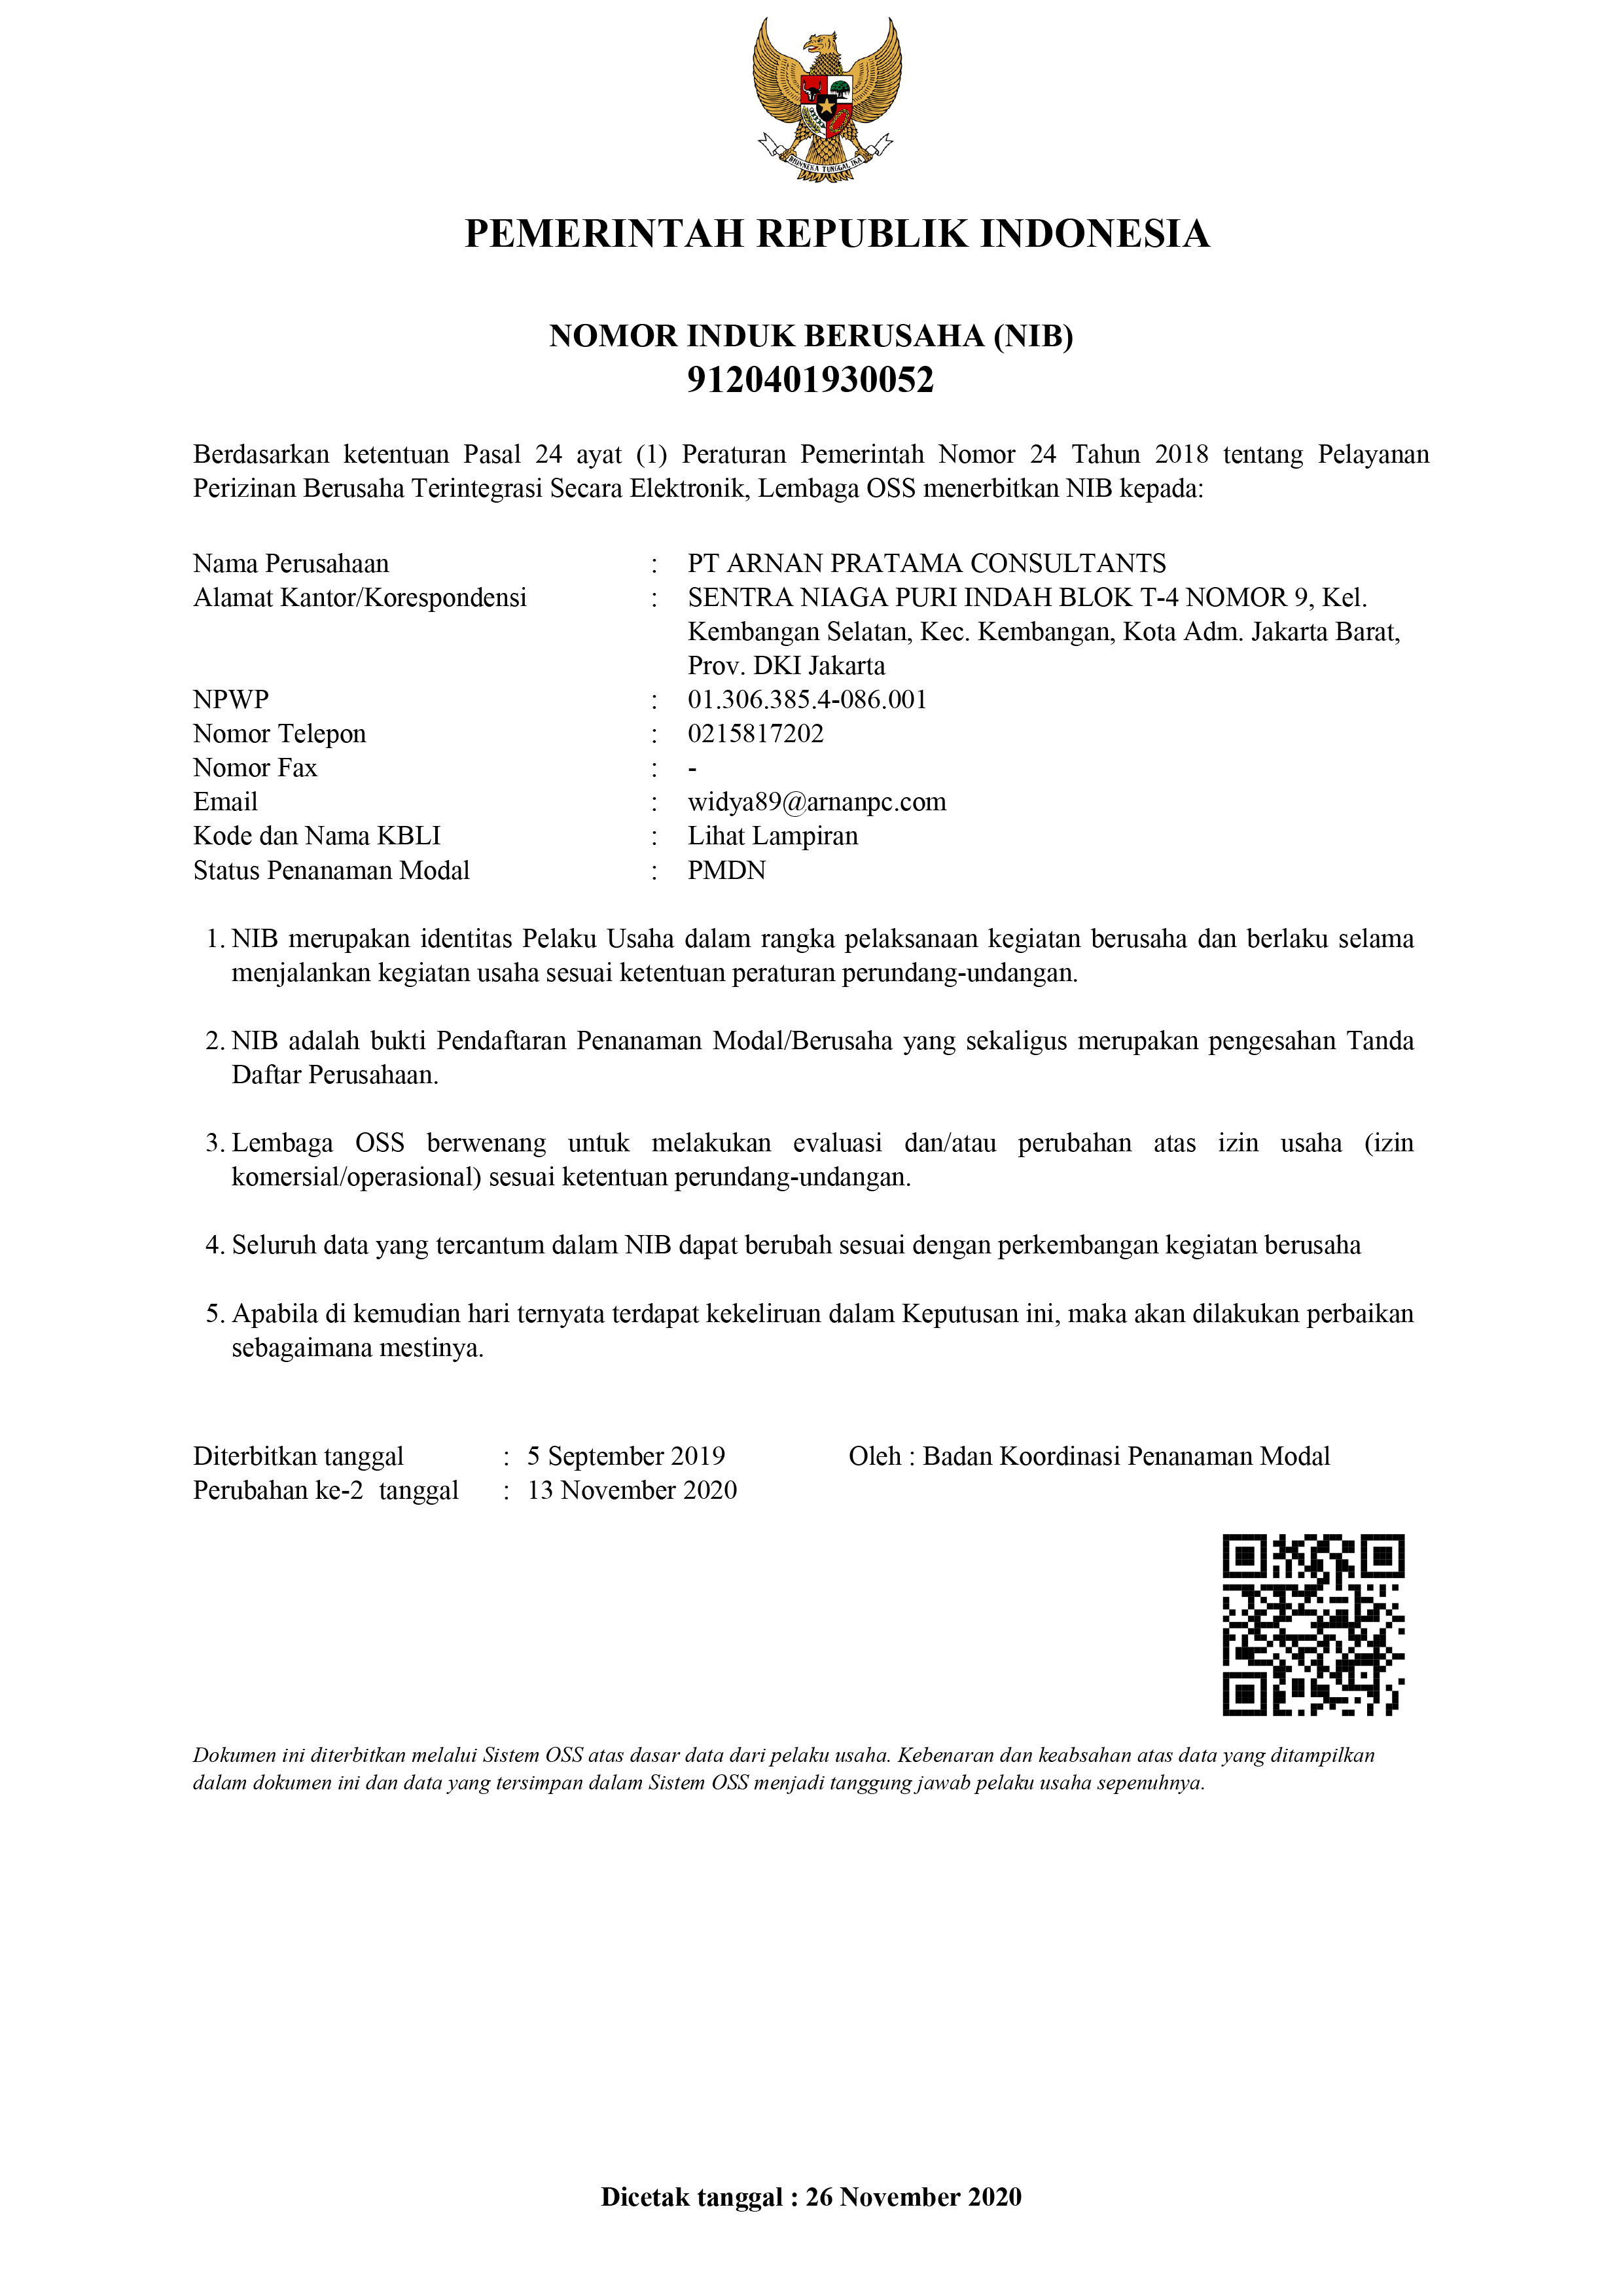 BHINNEKA TUNGGAL IKA
PEMERINTAH REPUBLIK INDONESIA
NOMOR INDUK BERUSAHA (NIB)
9120401930052
Berdasarkan ketentuan Pasal 24 ayat (1) Peraturan Pemerintah Nomor 24 Tahun 2018 tentang Pelayanan
Perizinan Berusaha Terintegrasi Secara Elektronik, Lembaga OSS menerbitkan NIB kepada:
Nama Perusahaan : PT ARNAN PRATAMA CONSULTANTS
Alamat Kantor/Korespondensi : SENTRA NIAGA PURI INDAH BLOK T-4 NOMOR 9, Kel.
Kembangan Selatan, Kec. Kembangan, Kota Adm. Jakarta Barat,
Prov. DKI Jakarta
NPWP : 01.306.385.4-086.001
Nomor Telepon : 0215817202
Nomor Fax : -
Email : widya89@arnanpc.com
Kode dan Nama KBLI : Lihat Lampiran
Status Penanaman Modal : PMDN
1. NIB merupakan identitas Pelaku Usaha dalam rangka pelaksanaan kegiatan berusaha dan berlaku selama
menjalankan kegiatan usaha sesuai ketentuan peraturan perundang-undangan.
2. NIB adalah bukti Pendaftaran Penanaman Modal/Berusaha yang sekaligus merupakan pengesahan Tanda
Daftar Perusahaan.
3. Lembaga OSS berwenang untuk melakukan evaluasi dan/atau perubahan atas izin usaha (izin
komersial/operasional) sesuai ketentuan perundang-undangan.
4. Seluruh data yang tercantum dalam NIB dapat berubah sesuai dengan perkembangan kegiatan berusaha
5. Apabila di kemudian hari ternyata terdapat kekeliruan dalam Keputusan ini, maka akan dilakukan perbaikan
sebagaimana mestinya.
Diterbitkan tanggal : 5 September 2019 Oleh : Badan Koordinasi Penanaman Modal
Perubahan ke-2 tanggal : 13 November 2020
Dokumen ini diterbitkan melalui Sistem OSS atas dasar data dari pelaku usaha. Kebenaran dan keabsahan atas data yang ditampilkan
dalam dokumen ini dan data yang tersimpan dalam Sistem OSS menjadi tanggung jawab pelaku usaha sepenuhnya.
Dicetak tanggal : 26 November 2020